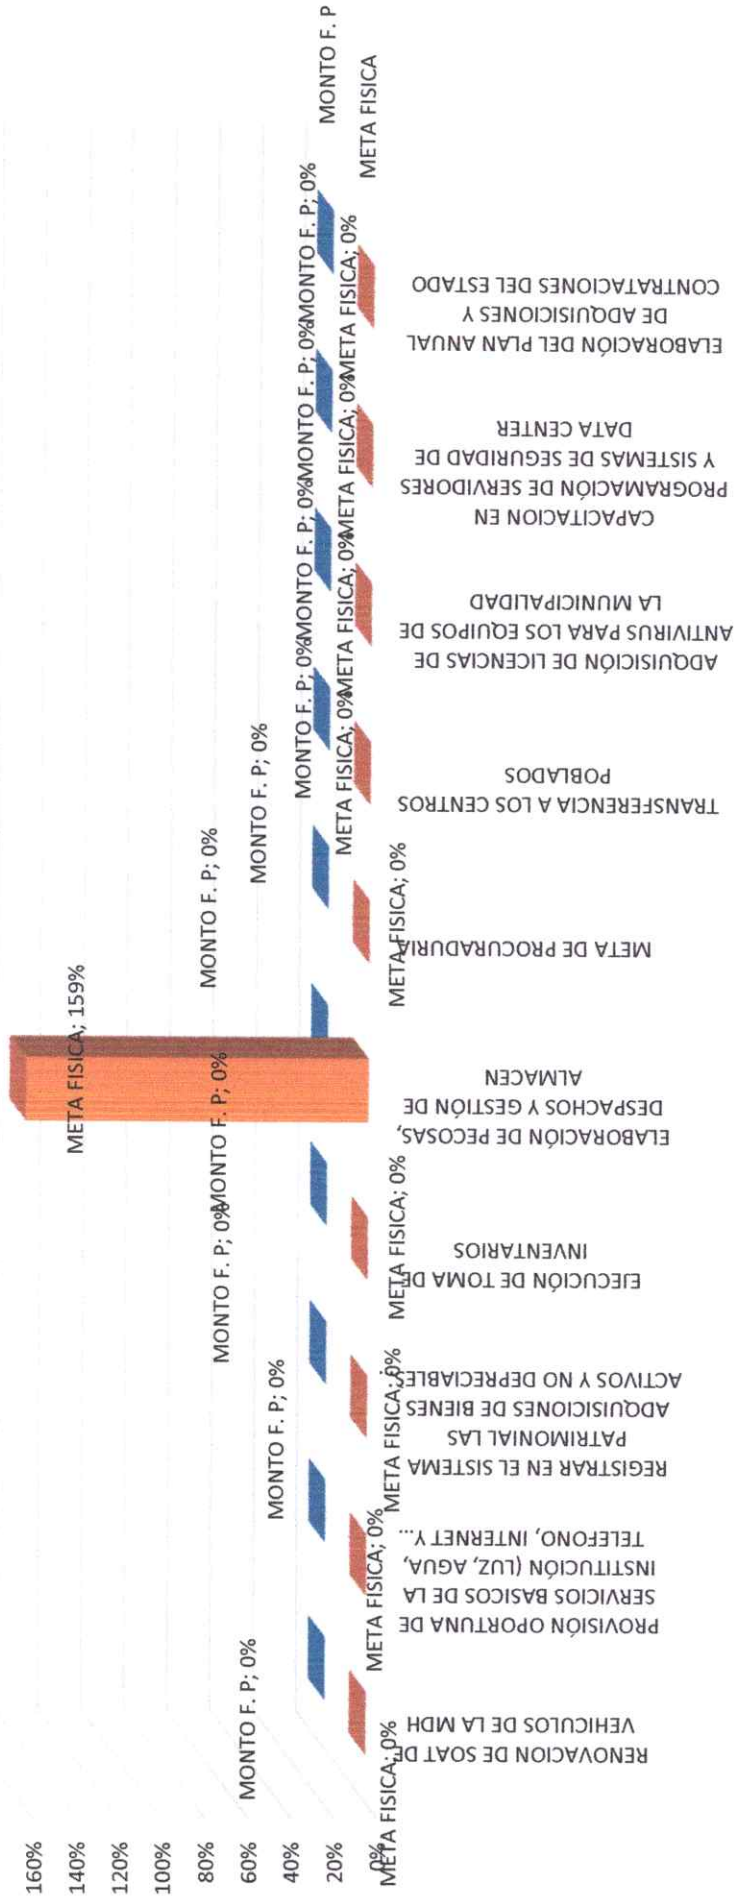 160%
140%
120%
100%
80%
60%
40%
20%
0%
MONTO F. P; 0%
MONTO F. P; 0%
MONTO F. P; 0%
MONTO F. P; 0%
META FISICA; 159%
MONTO F. P; 0%
MONTO F. P; 0%
MONTO F. P; 0%
MONTO F. P; 0%
MONTO F. P; 0%
MONTO F. P; 0%
META FISICA; 0%
META FISICA; 0%
META FISICA; 0%
META FISICA; 0%
META FISICA; 0%
META FISICA; 0%
META FISICA; 0%
META FISICA; 0%
META FISICA; 0%
MONTO F. P
META FISICA
RENOVACION DE SOAT DE
VEHICULOS DE LA MDH
PROVISIÓN OPORTUNA DE
SERVICIOS BASICOS DE LA
INSTITUCIÓN (LUZ, AGUA,
TELEFONO, INTERNET Y...
REGISTRAR EN EL SISTEMA
PATRIMONIAL LAS
ADQUISICIONES DE BIENES
ACTIVOS Y NO DEPRECIABLES,
EJECUCIÓN DE TOMA DE
INVENTARIOS
ELABORACIÓN DE PECOSAS,
DESPACHOS Y GESTIÓN DE
ALMACEN
META DE PROCURADURIA
TRANSFERENCIA A LOS CENTROS
POBLADOS
ADQUISICIÓN DE LICENCIAS DE
ANTIVIRUS PARA LOS EQUIPOS DE
LA MUNICIPALIDAD
CAPACITACION EN
PROGRAMACIÓN DE SERVIDORES
Y SISTEMAS DE SEGURIDAD DE
DATA CENTER
ELABORACIÓN DEL PLAN ANUAL
DE ADQUISICIONES Y
CONTRATACIONES DEL ESTADO